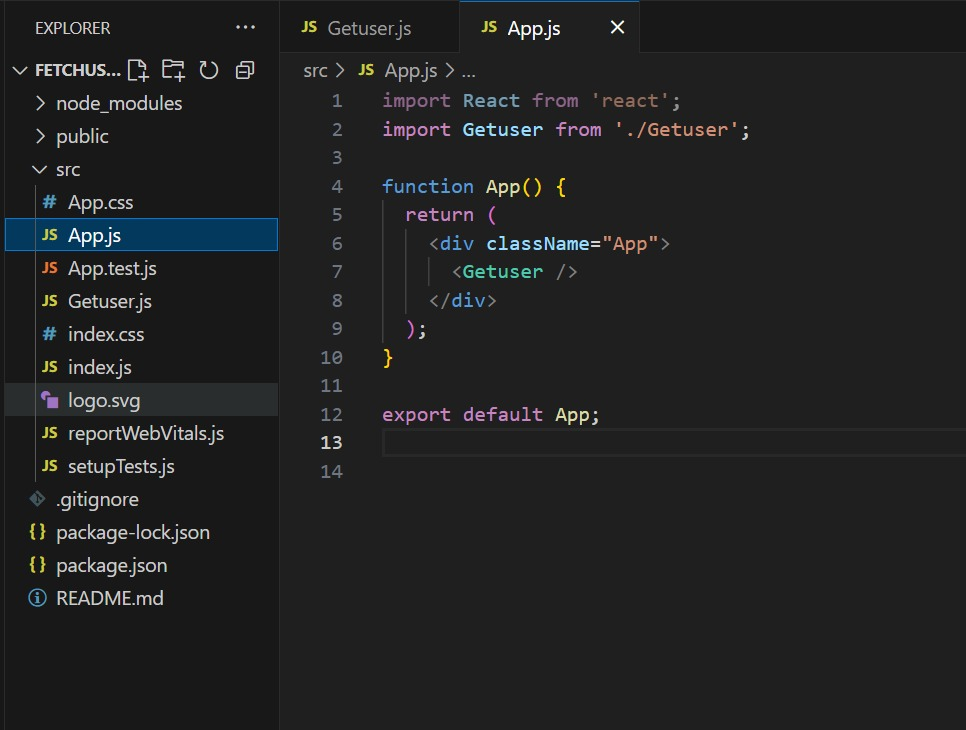 EXPLORER
FETCHUS...
node_modules
public
src
# App.css
JS App.js
JS App.test.js
JS Getuser.js
# index.css
JS index.js
logo.svg
JS reportWebVitals.js
JS setupTests.js
.gitignore
{} package-lock.json
{} package.json
README.md
JS Getuser.js
JS App.js
src > JS App.js > ...
1 import React from 'react';
2 import Getuser from './Getuser';
3
4 function App() {
5 return (
6 <div className="App">
7 <Getuser />
8 </div>
9 );
10 }
11
12 export default App;
13
14